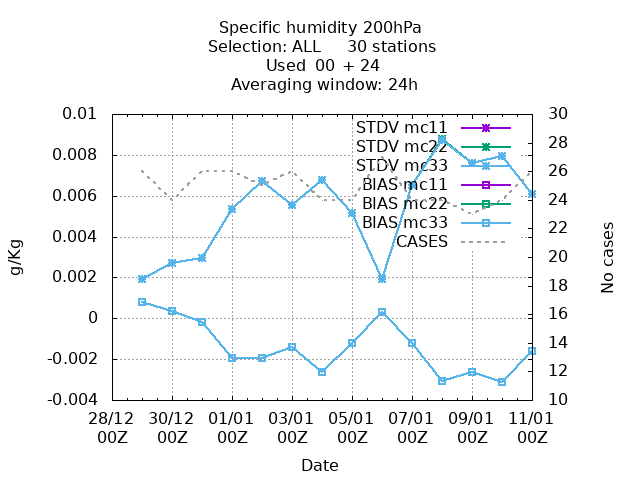 Specific humidity 200hPa
Selection: ALL 30 stations
Used 00 + 24
Averaging window: 24h
0.01
0.008
0.006
0.004
0.002
0
-0.002
-0.004
g/Kg
30
28
26
24
22
20
18
16
14
12
10
No cases
STDV mc11
STDV mc22
STDV mc33
BIAS mc11
BIAS mc22
BIAS mc33
CASES
28/12 30/12 01/01 03/01 05/01 07/01 09/01 11/01
00Z 00Z 00Z 00Z 00Z 00Z 00Z 00Z
Date